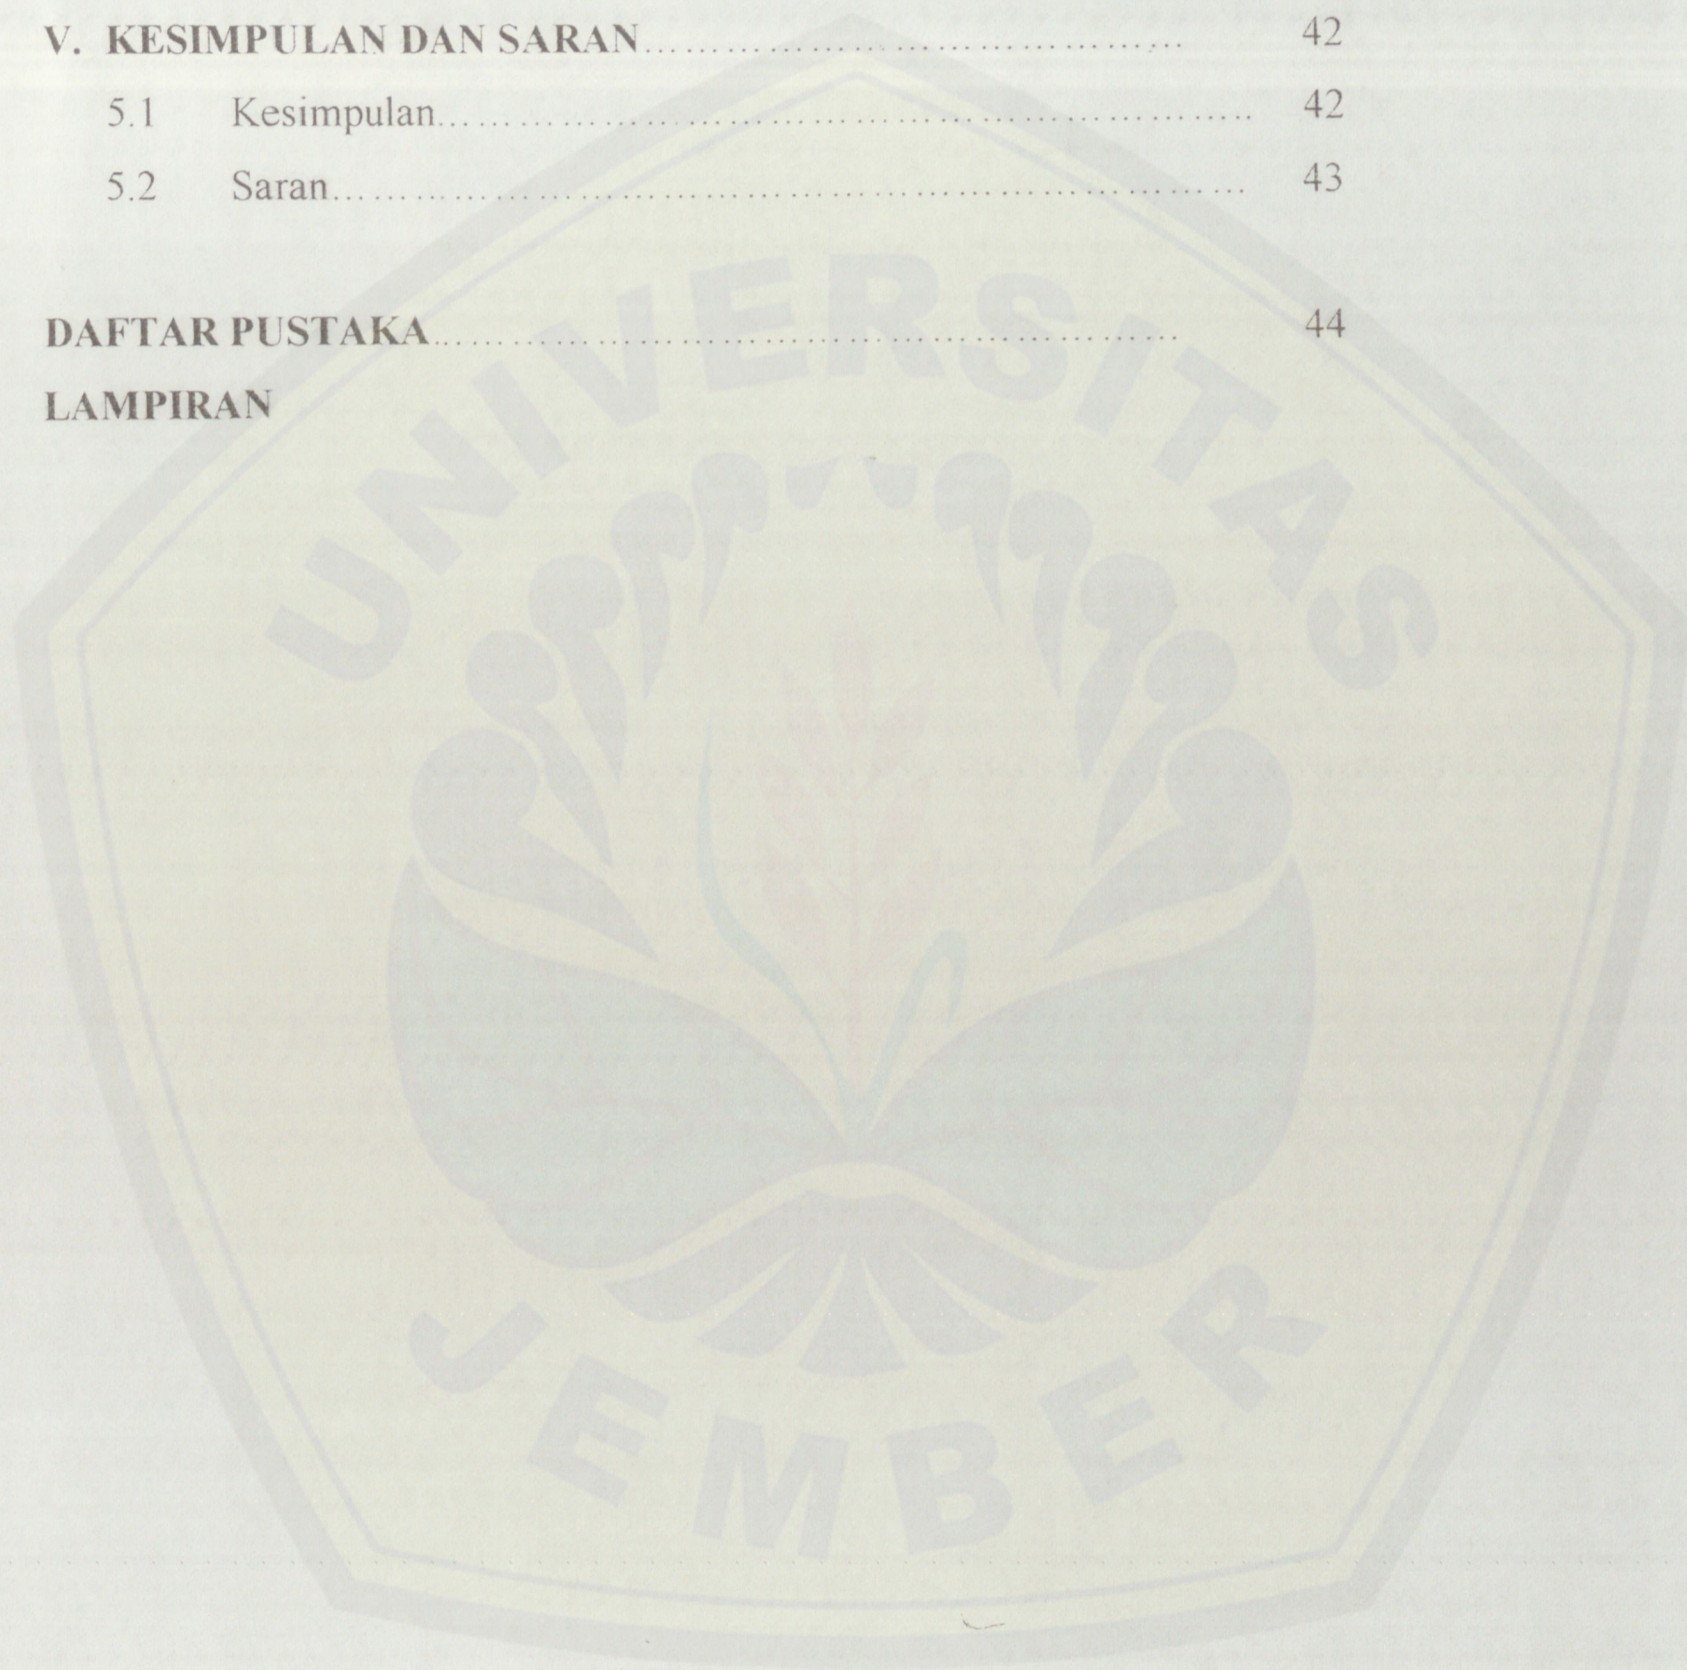 V. KESIMPULAN DAN SARAN 42
5.1 Kesimpulan 42
5.2 Saran 43
DAFTAR PUSTAKA 44
LAMPIRAN
UNIVERSITAS
JEMBER